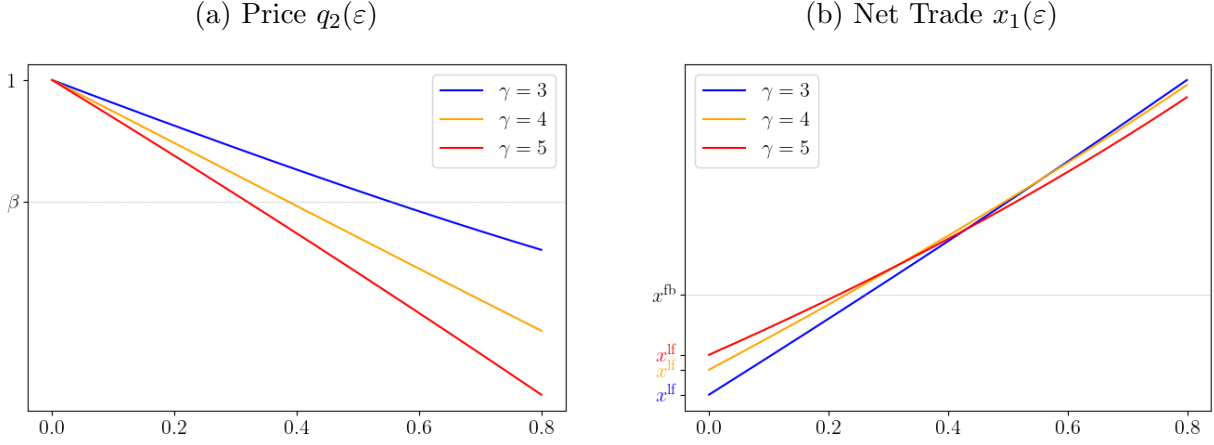 (a) Price q₂(ε)
1
β
γ = 3
γ = 4
γ = 5
0.0 0.2 0.4 0.6 0.8
(b) Net Trade x₁(ε)
γ = 3
γ = 4
γ = 5
x^fb
x^lf
x^lf
x^lf
0.0 0.2 0.4 0.6 0.8